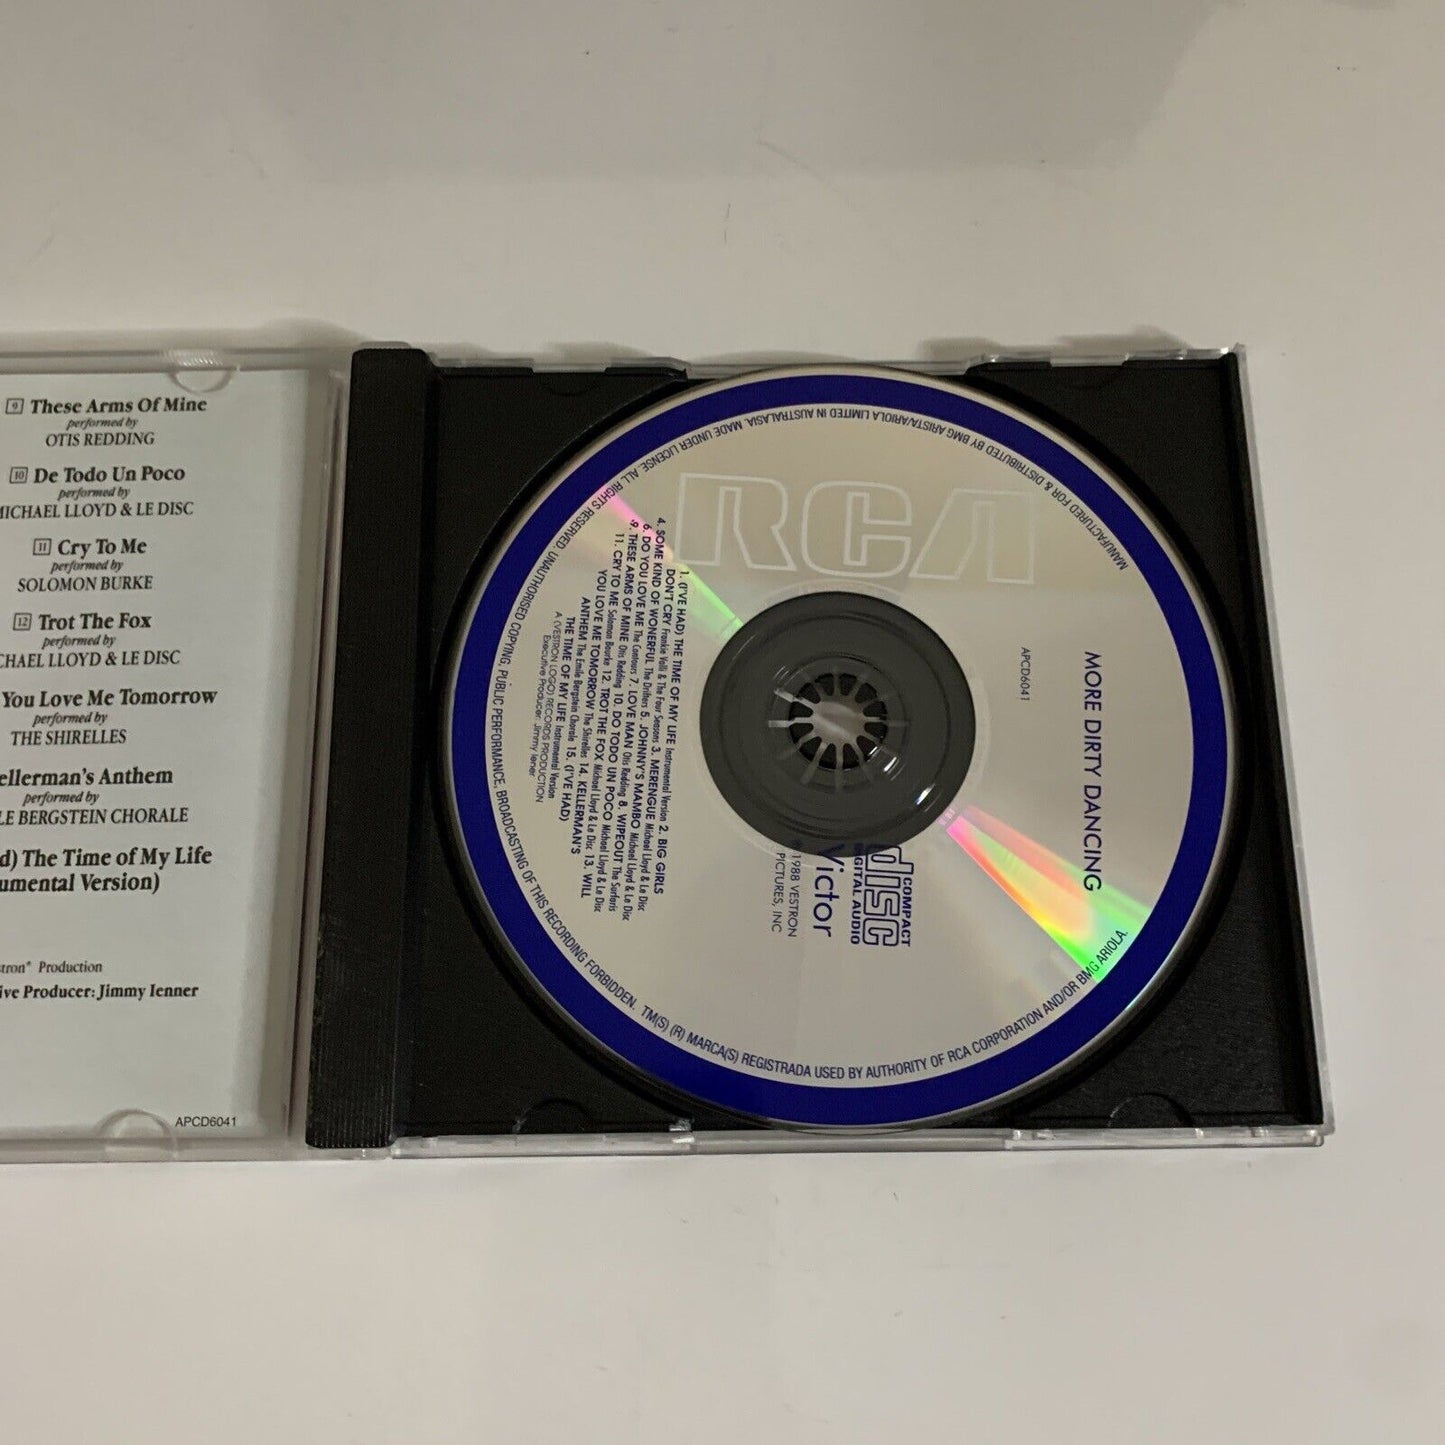 9 These Arms Of Mine
performed by
OTIS REDDING
10 De Todo Un Poco
performed by
MICHAEL LLOYD & LE DISC
11 Cry To Me
performed by
SOLOMON BURKE
12 Trot The Fox
performed by
CHAEL LLOYD & LE DISC
You Love Me Tomorrow
performed by
THE SHIRELLES
ellerman's Anthem
performed by
LE BERGSTEIN CHORALE
d) The Time of My Life
umental Version)
stron® Production
ive Producer: Jimmy Ienner
APCD6041
MANUFACTURED FOR & DISTRIBUTED BY BMG ARISTA/ARIOLA LIMITED IN AUSTRALASIA. MADE UNDER LICENSE. ALL RIGHTS RESERVED. UNAUTHORISED COPYING, PUBLIC PERFORMANCE, BROADCASTING OF THIS RECORDING FORBIDDEN. TM(S) (R) MARCA(S) REGISTRADA USED BY AUTHORITY OF RCA CORPORATION AND/OR BMG ARIOLA.
RCA
MORE DIRTY DANCING
APCD6041
COMPACT
disc
DIGITAL AUDIO
Victor
1988 VESTRON
PICTURES, INC
1. (I'VE HAD) THE TIME OF MY LIFE Instrumental Version 2. BIG GIRLS
DON'T CRY Frankie Valli & The Four Seasons 3. MERENGUE Michael Lloyd & Le Disc
4. SOME KIND OF WONERFUL The Drifters 5. JOHNNY'S MAMBO Michael Lloyd & Le Disc
6. DO YOU LOVE ME The Contours 7. LOVE MAN Otis Redding 8. WIPEOUT The Surfaris
9. THESE ARMS OF MINE Otis Redding 10. DO TODO UN POCO Michael Lloyd & Le Disc
11. CRY TO ME Solomon Bourke 12. TROT THE FOX Michael Lloyd & Le Disc 13. WILL
YOU LOVE ME TOMORROW The Shirelles 14. KELLERMAN'S
ANTHEM The Emile Bergstein Chorale 15. (I'VE HAD)
THE TIME OF MY LIFE Instrumental Version
A (VESTRON LOGO) RECORDS PRODUCTION
Executive Producer: Jimmy Iener